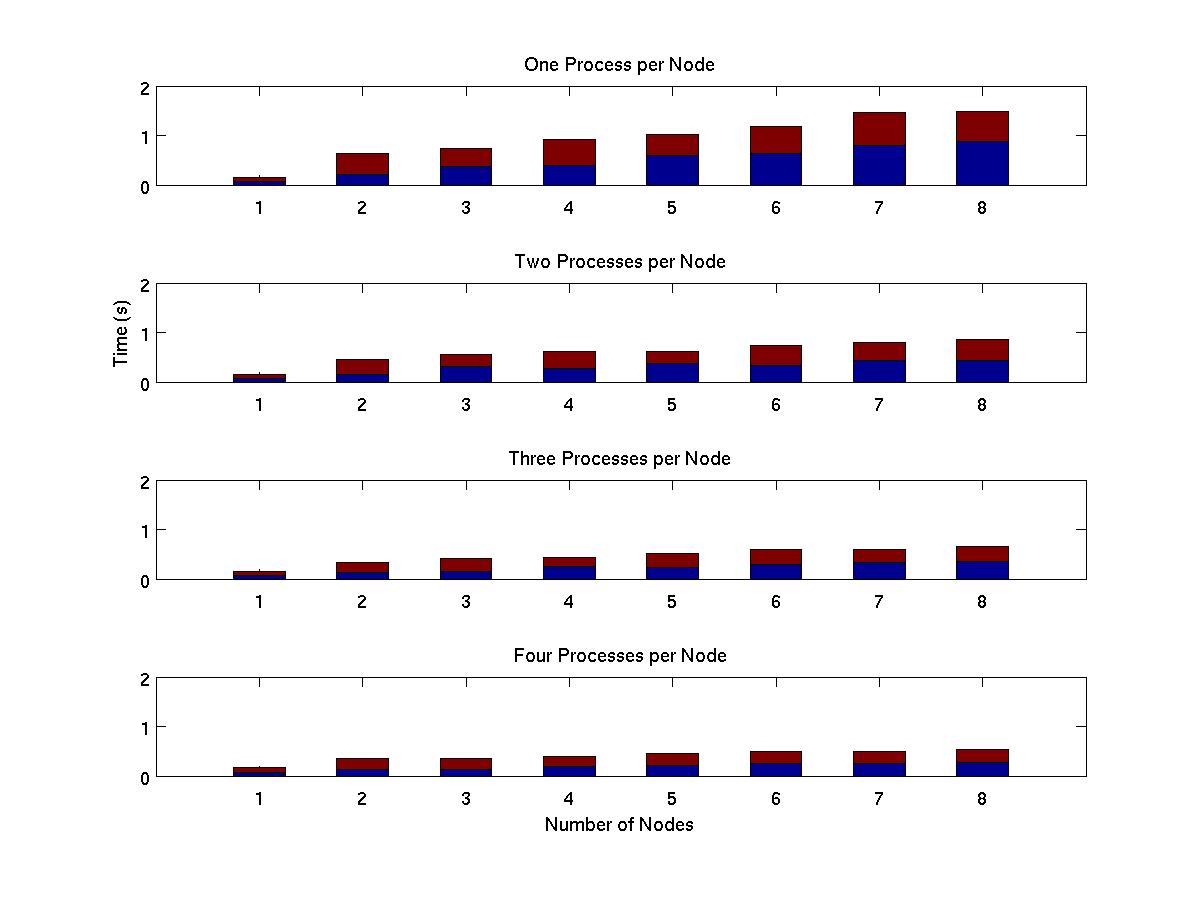 One Process per Node
2
1
0
1 2 3 4 5 6 7 8
Two Processes per Node
2
1
0
1 2 3 4 5 6 7 8
Time (s)
Three Processes per Node
2
1
0
1 2 3 4 5 6 7 8
Four Processes per Node
2
1
0
1 2 3 4 5 6 7 8
Number of Nodes